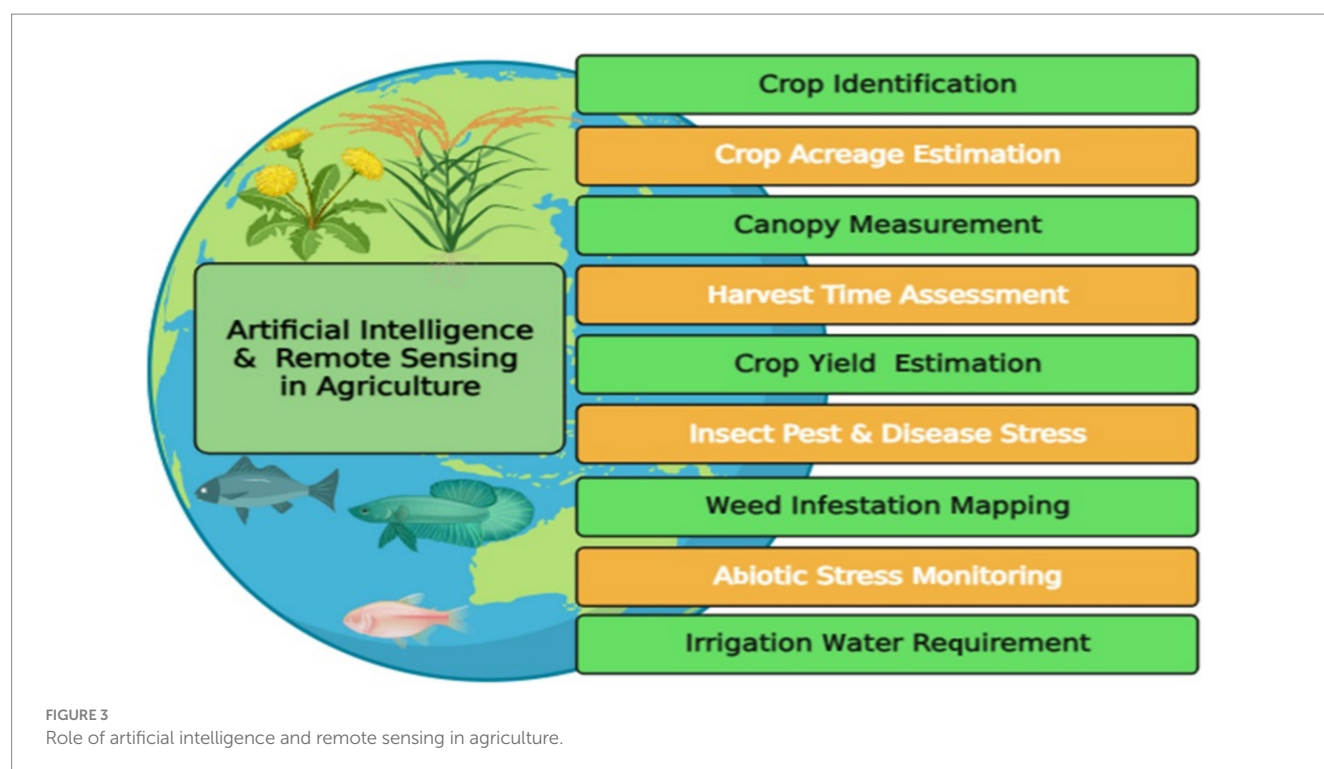 Crop Identification
Crop Acreage Estimation
Canopy Measurement
Harvest Time Assessment
Artificial Intelligence
& Remote Sensing
in Agriculture
Crop Yield Estimation
Insect Pest & Disease Stress
Weed Infestation Mapping
Abiotic Stress Monitoring
Irrigation Water Requirement
FIGURE 3
Role of artificial intelligence and remote sensing in agriculture.